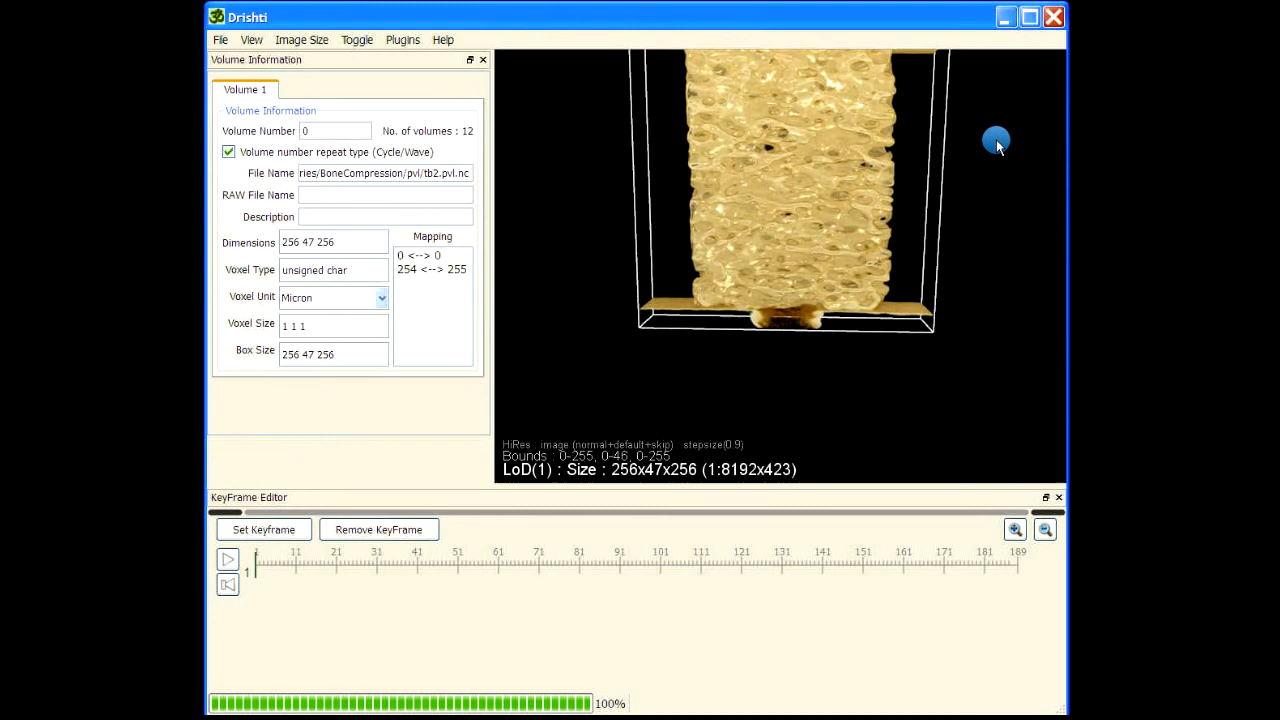 Drishti
File View Image Size Toggle Plugins Help
Volume Information
Volume 1
Volume Information
Volume Number 0 No. of volumes : 12
Volume number repeat type (Cycle/Wave)
File Name ries/BoneCompression/pvl/tb2.pvl.nc
RAW File Name
Description
Mapping
Dimensions 256 47 256
0 <--> 0
Voxel Type unsigned char
254 <--> 255
Voxel Unit Micron
Voxel Size 1 1 1
Box Size 256 47 256
HiRes : image (normal+default+skip) stepsize(0.9)
Bounds : 0-255, 0-46, 0-255
LoD(1) : Size : 256x47x256 (1:8192x423)
KeyFrame Editor
Set Keyframe Remove KeyFrame
1 11 21 31 41 51 61 71 81 91 101 111 121 131 141 151 161 171 181 189
1
100%